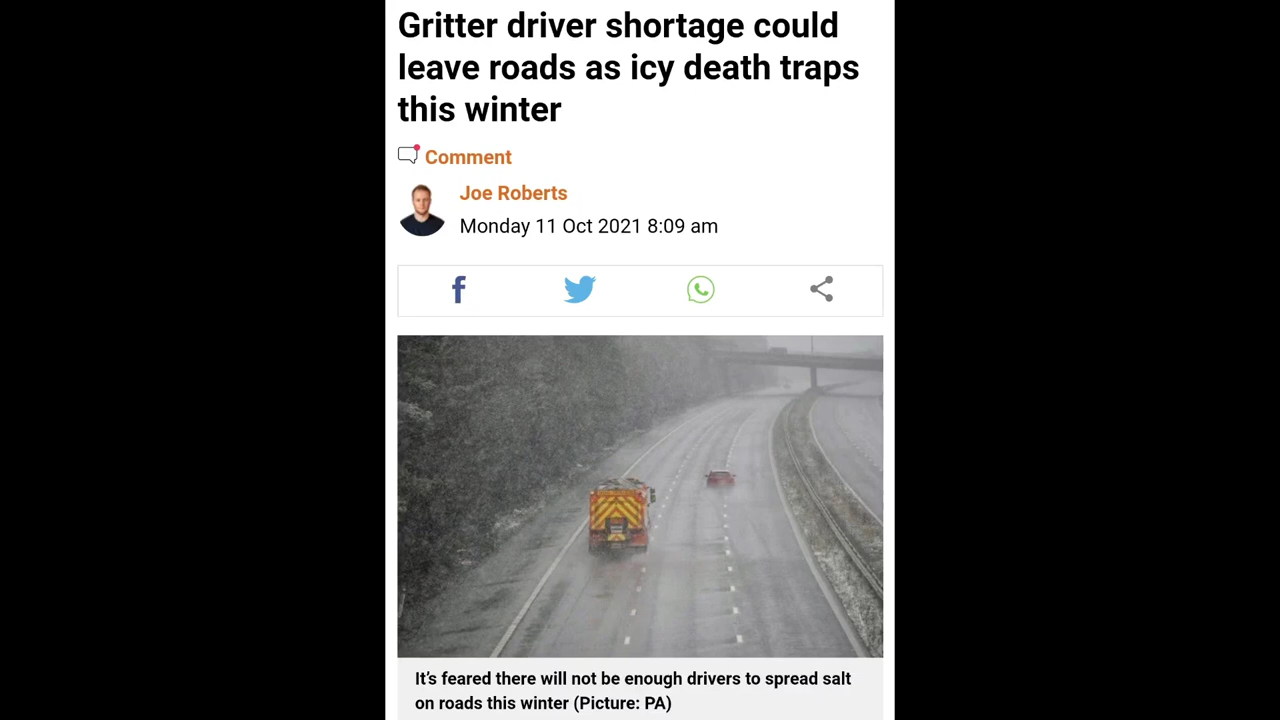 Gritter driver shortage could
leave roads as icy death traps
this winter
Comment
Joe Roberts
Monday 11 Oct 2021 8:09 am
It’s feared there will not be enough drivers to spread salt
on roads this winter (Picture: PA)